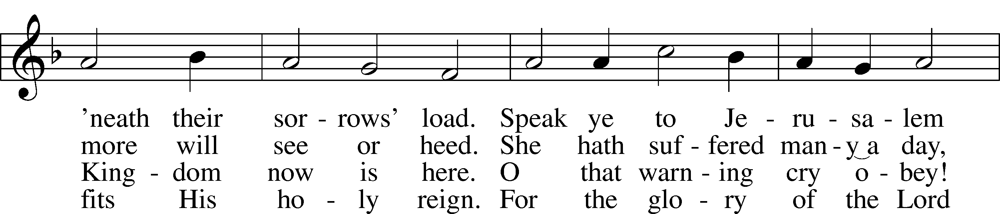 ’neath their sor - rows’ load. Speak ye to Je - ru - sa - lem
more will see or heed. She hath suf - fered man - y a day,
King - dom now is here. O that warn - ing cry o - bey!
fits His ho - ly reign. For the glo - ry of the Lord